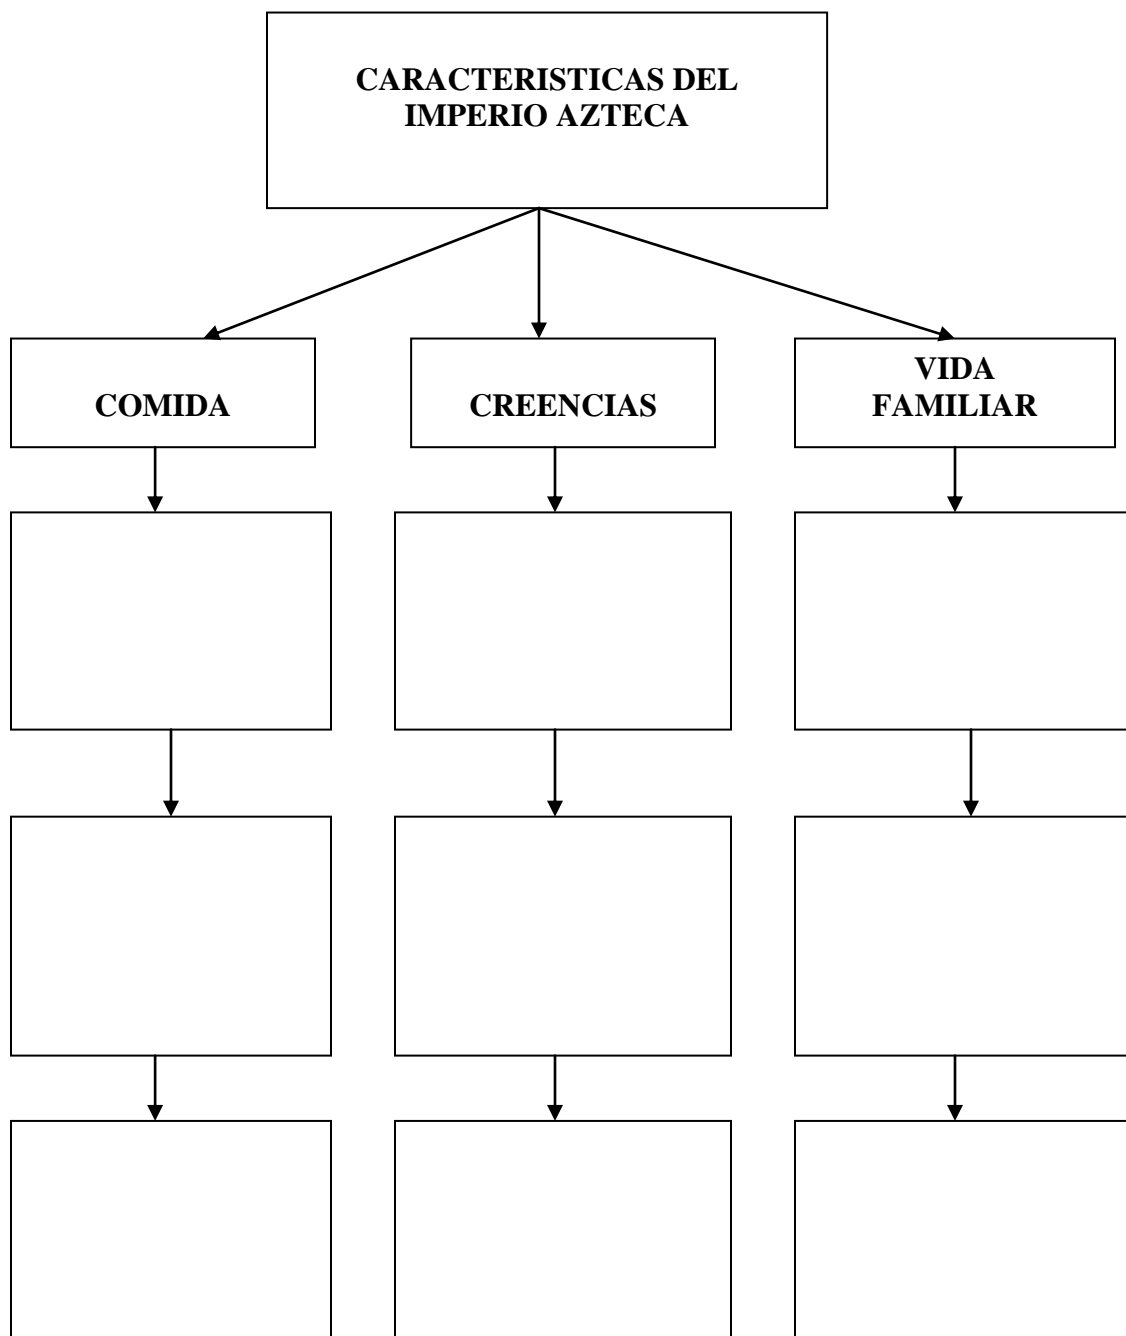 CARACTERISTICAS DEL
IMPERIO AZTECA
COMIDA
CREENCIAS
VIDA
FAMILIAR